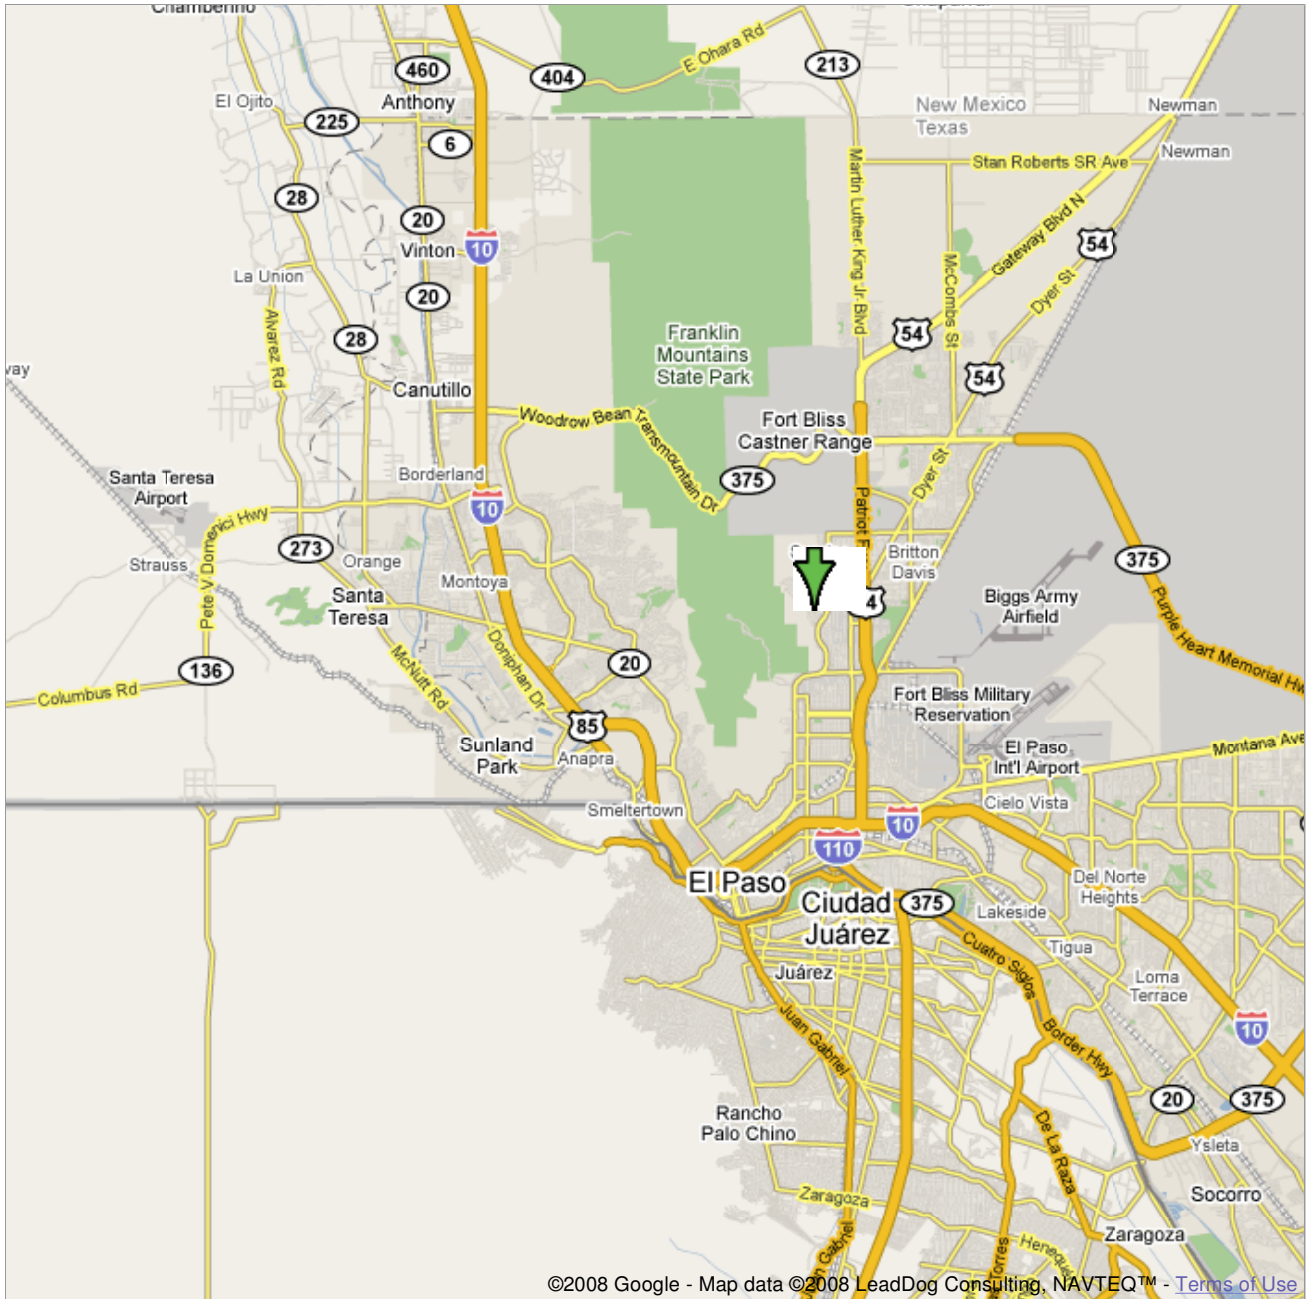 Chamberino
460
404
E Ohara Rd
213
El Ojito
Anthony
225
6
New Mexico
Texas
Newman
Newman
Stan Roberts SR Ave
28
20
Vinton
10
Martin Luther King Jr Blvd
Gateway Blvd N
54
McCombs St
Dyer St
La Union
20
Alvarez Rd
28
Franklin
Mountains
State Park
54
54
Canutillo
Woodrow Bean Transmountain Dr
Fort Bliss
Castner Range
375
Dyer St
Borderland
10
Santa Teresa
Airport
Pete V Domenici Hwy
273
Strauss
Orange
Montoya
Santa
Teresa
Patriot
Britton
Davis
375
Biggs Army
Airfield
Purple Heart Memorial
136
Columbus Rd
McNutt Rd
Doniphan Dr
20
85
Fort Bliss Military
Reservation
Sunland
Park
Anapra
El Paso
Int'l Airport
Montana Ave
Smeltertown
Cielo Vista
10
110
El Paso
Ciudad
Juárez
375
Del Norte
Heights
Lakeside
Cuatro Siglos
Tigua
Juárez
Loma
Terrace
Juan Gabriel
Border Hwy
10
20
375
Rancho
Palo Chino
De La Raza
Ysleta
Zaragoza
Socorro
Zaragoza
Gabriel
©2008 Google - Map data ©2008 LeadDog Consulting, NAVTEQ™ - Terms of Use